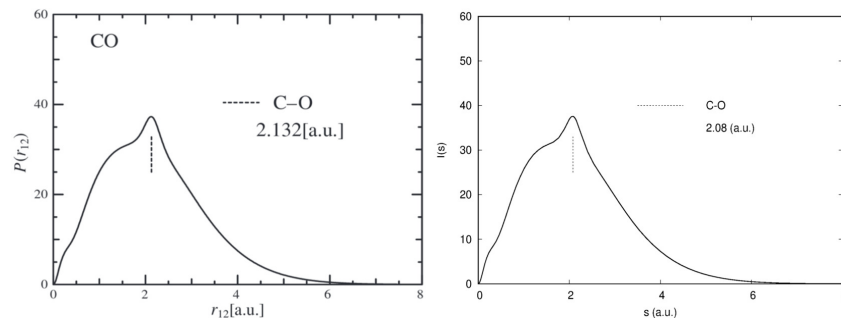 60
CO
C–O
2.132[a.u.]
40
P(r12)
20
0
0 2 4 6 8
r12[a.u.]
60
50
C-O
2.08 (a.u.)
40
I(s)
30
20
10
0
0 2 4 6
s (a.u.)